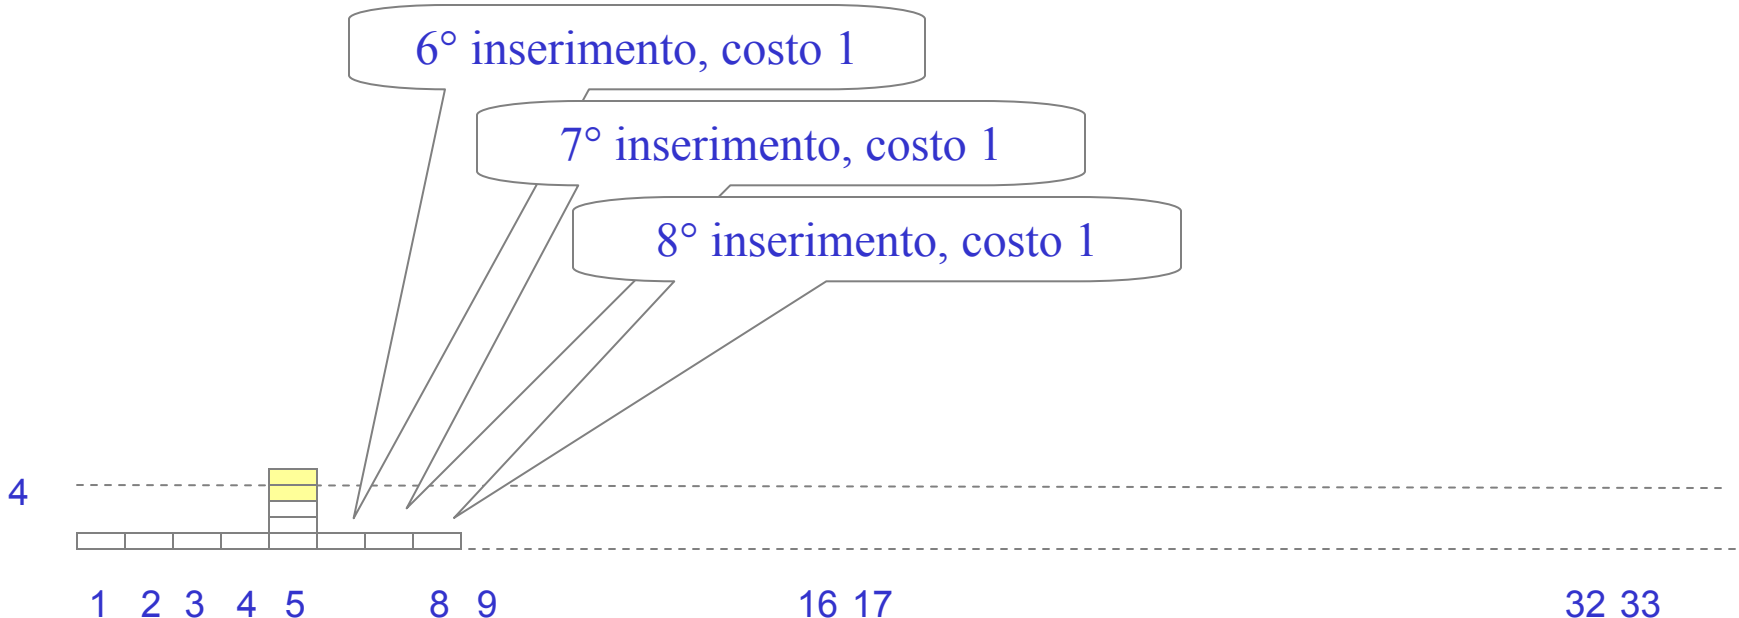 6° inserimento, costo 1
7° inserimento, costo 1
8° inserimento, costo 1
4
1 2 3 4 5 8 9 16 17 32 33